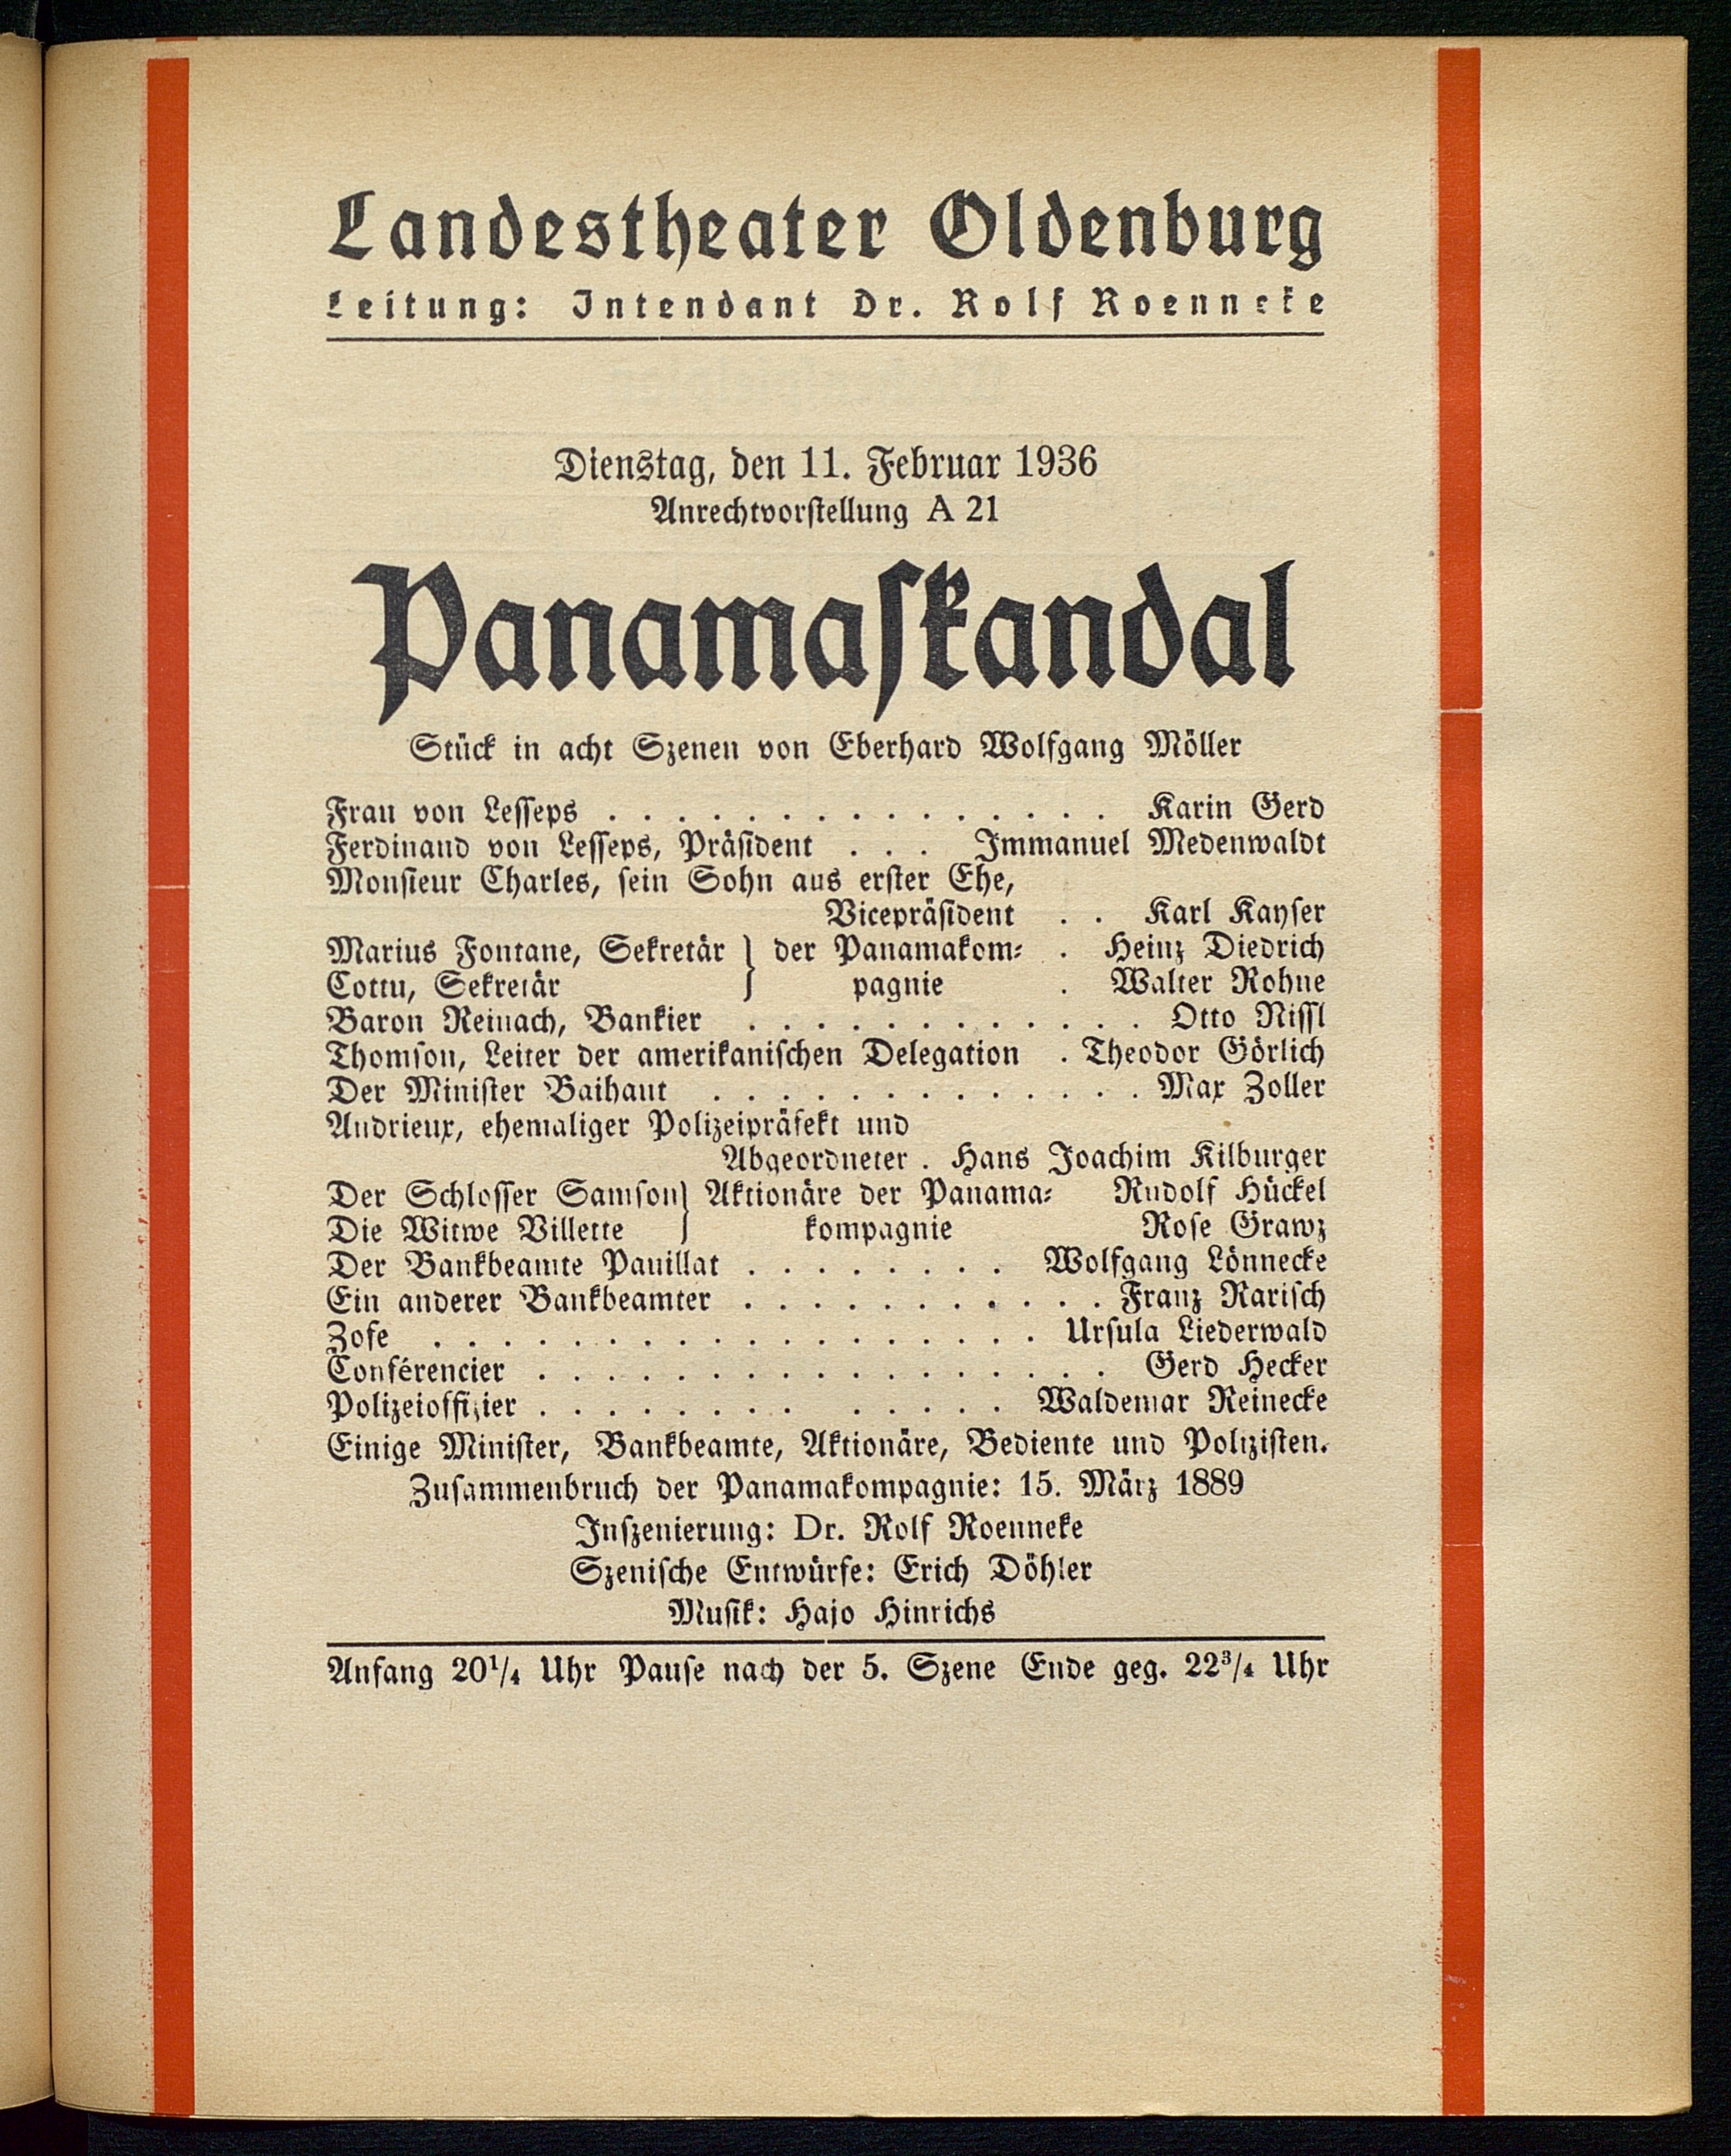 Landestheater Oldenburg
Leitung: Intendant Dr. Rolf Roenneke
Dienstag, den 11. Februar 1936
Anrechtvorstellung A 21
Panamaskandal
Stück in acht Szenen von Eberhard Wolfgang Möller
Frau von Lesseps . . . . . . . . . . . . . . . Karin Gerd
Ferdinand von Lesseps, Präsident . . . Immanuel Medenwaldt
Monsieur Charles, sein Sohn aus erster Ehe,
Vicepräsident . . Karl Kayser
Marius Fontane, Sekretär } der Panamakom- . Heinz Diedrich
Cottu, Sekretär } pagnie . Walter Rohne
Baron Reinach, Bankier . . . . . . . . . . . . Otto Nissl
Thomson, Leiter der amerikanischen Delegation . Theodor Görlich
Der Minister Baihaut . . . . . . . . . . . . . Max Zoller
Andrieux, ehemaliger Polizeipräfekt und
Abgeordneter . Hans Joachim Kilburger
Der Schlosser Samson } Aktionäre der Panama- Rudolf Hückel
Die Witwe Villette } kompagnie Rose Grawz
Der Bankbeamte Pauillat . . . . . . . . Wolfgang Lönnecke
Ein anderer Bankbeamter . . . . . . . . . . . Franz Rarisch
Zofe . . . . . . . . . . . . . . . . . . Ursula Liederwald
Conférencier . . . . . . . . . . . . . . . . . Gerd Hecker
Polizeioffizier . . . . . . . . . . . . . Waldemar Reinecke
Einige Minister, Bankbeamte, Aktionäre, Bediente und Polizisten.
Zusammenbruch der Panamakompagnie: 15. März 1889
Inszenierung: Dr. Rolf Roenneke
Szenische Entwürfe: Erich Döhler
Musik: Hajo Hinrichs
Anfang 20¹/₄ Uhr Pause nach der 5. Szene Ende geg. 22³/₄ Uhr